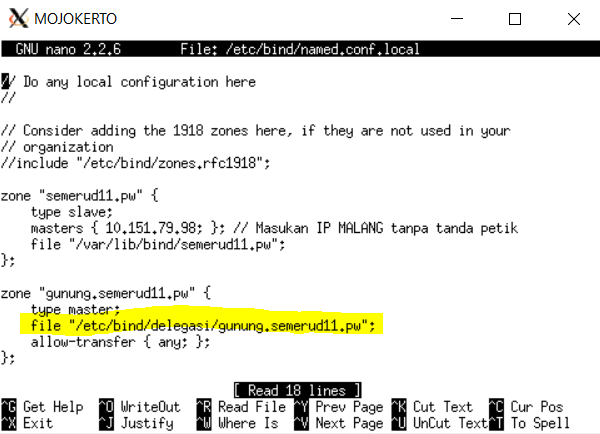 MOJOKERTO
GNU nano 2.2.6 File: /etc/bind/named.conf.local
// Do any local configuration here
//
// Consider adding the 1918 zones here, if they are not used in your
// organization
//include "/etc/bind/zones.rfc1918";
zone "semerud11.pw" {
type slave;
masters { 10.151.79.98; }; // Masukan IP MALANG tanpa tanda petik
file "/var/lib/bind/semerud11.pw";
};
zone "gunung.semerud11.pw" {
type master;
file "/etc/bind/delegasi/gunung.semerud11.pw";
allow-transfer { any; };
};
[ Read 18 lines ]
^G Get Help ^O WriteOut ^R Read File ^Y Prev Page ^K Cut Text ^C Cur Pos
^X Exit ^J Justify ^W Where Is ^V Next Page ^U UnCut Text ^T To Spell